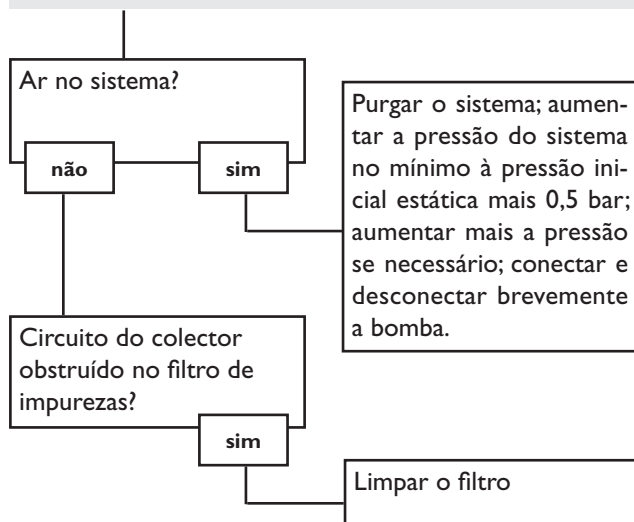 Ar no sistema?
não
sim
Purgar o sistema; aumen-
tar a pressão do sistema
no mínimo à pressão ini-
cial estática mais 0,5 bar;
aumentar mais a pressão
se necessário; conectar e
desconectar brevemente
a bomba.
Circuito do colector
obstruído no filtro de
impurezas?
sim
Limpar o filtro